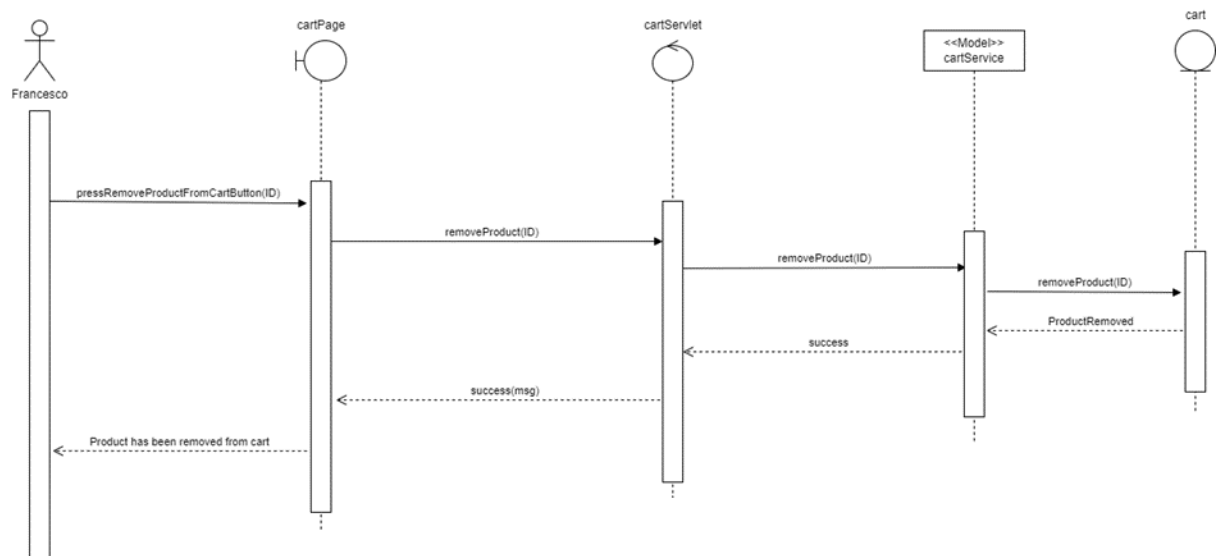 cartPage
cartServlet
cart
<<Model>>
cartService
Francesco
pressRemoveProductFromCartButton(ID)
removeProduct(ID)
removeProduct(ID)
removeProduct(ID)
ProductRemoved
success
success(msg)
Product has been removed from cart